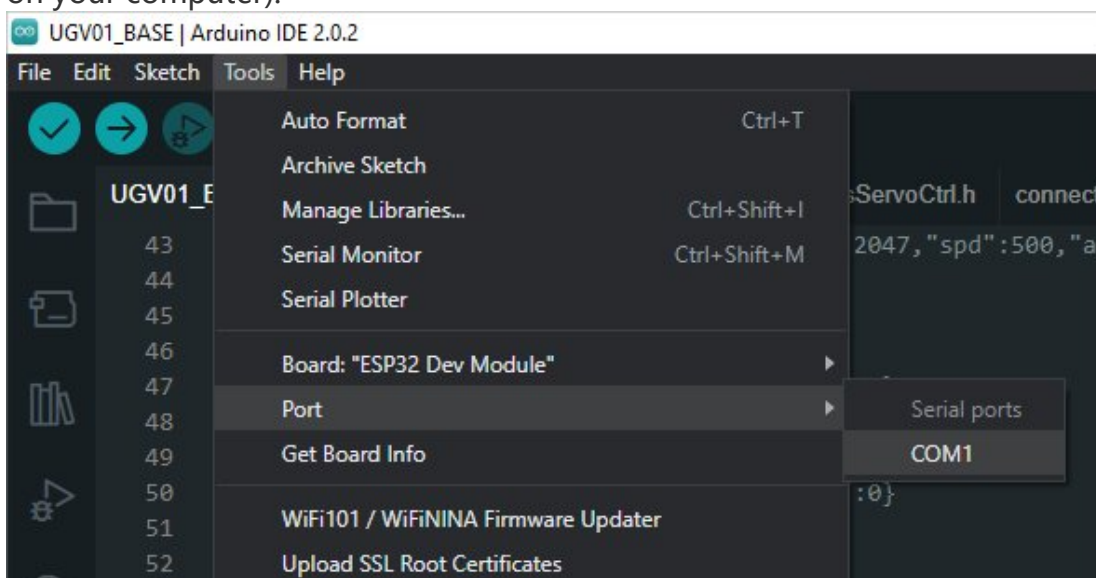 on your computer).
UGV01_BASE | Arduino IDE 2.0.2
File Edit Sketch Tools Help
Auto Format Ctrl+T
Archive Sketch
UGV01_B sServoCtrl.h connect
Manage Libraries... Ctrl+Shift+I
43 2047,"spd":500,"a
Serial Monitor Ctrl+Shift+M
44
Serial Plotter
45
46
Board: "ESP32 Dev Module"
47
Port Serial ports
48
Get Board Info COM1
49
50 :0}
WiFi101 / WiFiNINA Firmware Updater
51
52
Upload SSL Root Certificates